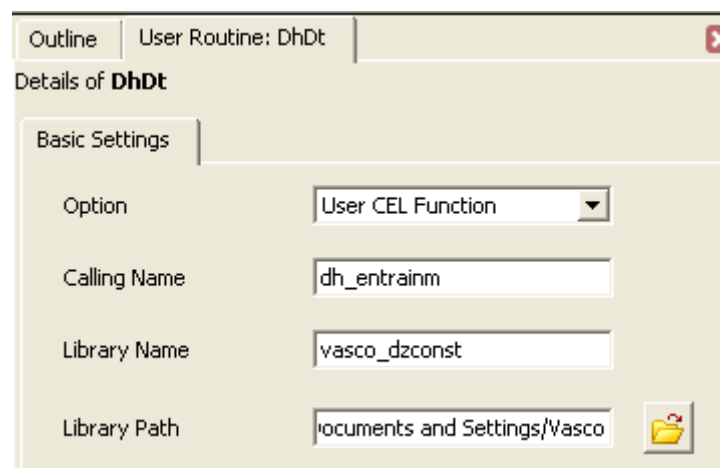 Outline User Routine: DhDt
Details of DhDt
Basic Settings
Option User CEL Function
Calling Name dh_entrainm
Library Name vasco_dzconst
Library Path ocuments and Settings/Vasco